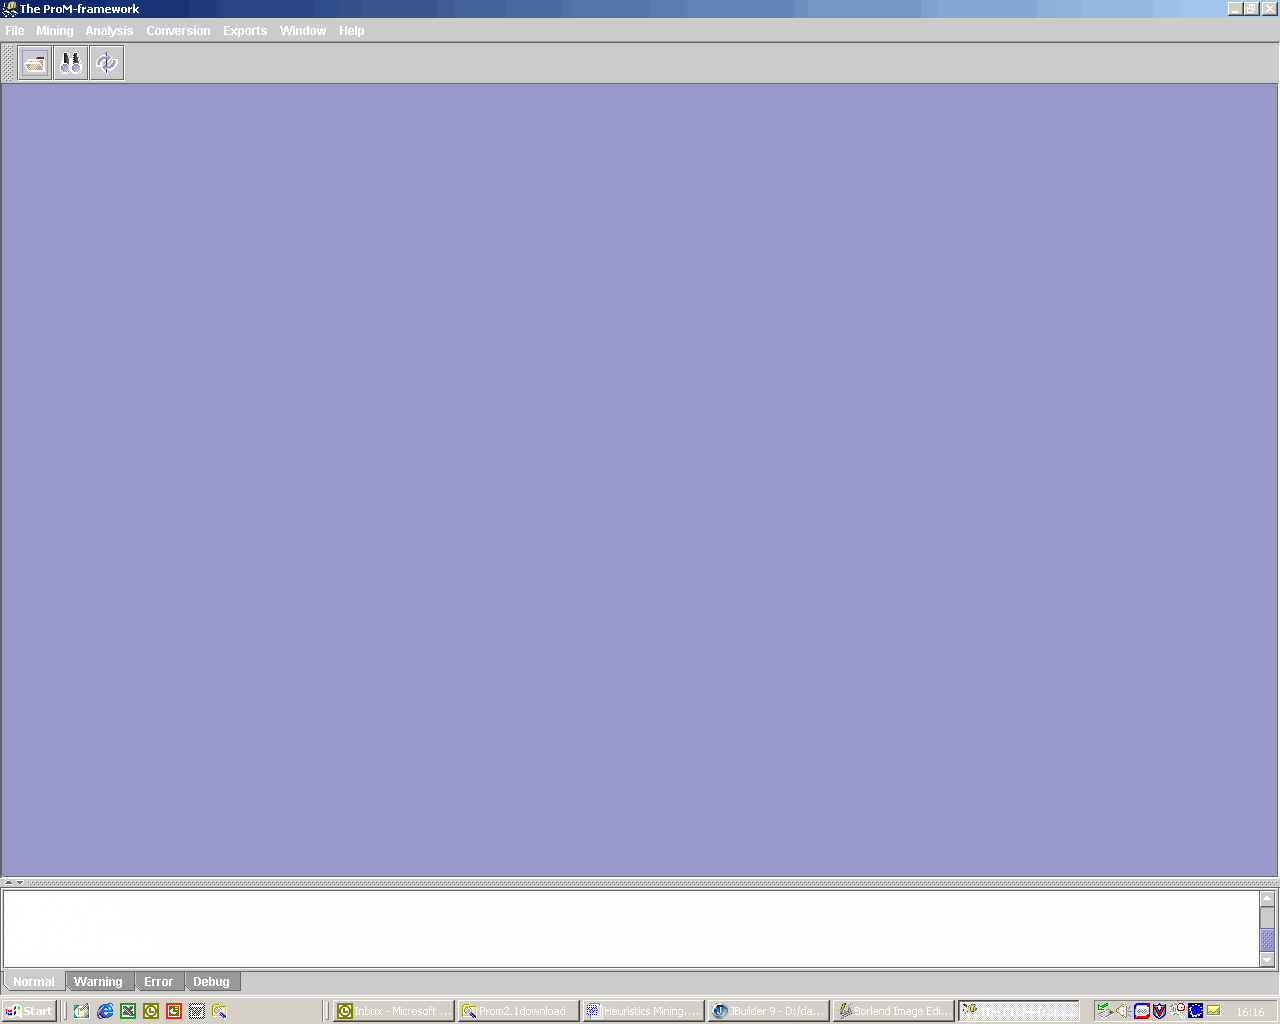 The ProM-framework
File Mining Analysis Conversion Exports Window Help
Normal Warning Error Debug
Start Inbox - Microsoft ... Prom2.1download Heuristics Mining.... JBuilder 9 - D:/da... Borland Image Edi... The ProM-fram... 16:16